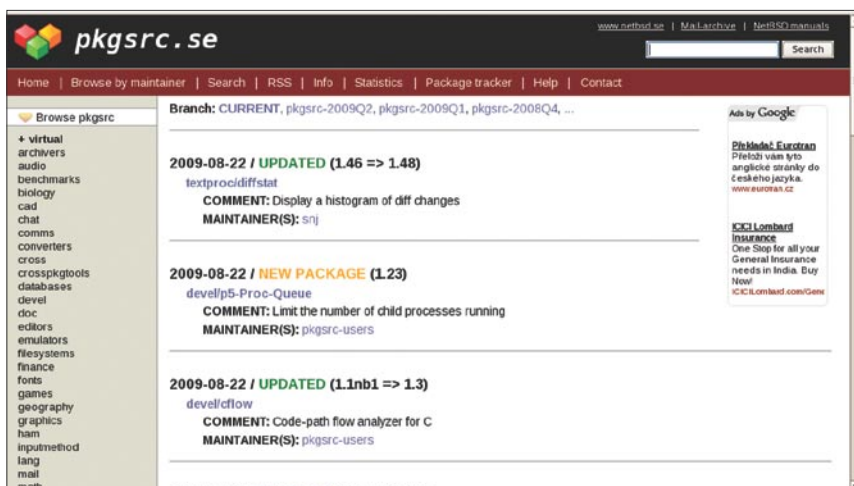 pkgsrc.se
www.netbsd.se | Mail-archive | NetBSD manuals
Search
Home | Browse by maintainer | Search | RSS | Info | Statistics | Package tracker | Help | Contact
Browse pkgsrc
+ virtual
archivers
audio
benchmarks
biology
cad
chat
comms
converters
cross
crosspkgtools
databases
devel
doc
editors
emulators
filesystems
finance
fonts
games
geography
graphics
ham
inputmethod
lang
mail
math
Branch: CURRENT, pkgsrc-2009Q2, pkgsrc-2009Q1, pkgsrc-2008Q4, ...
2009-08-22 / UPDATED (1.46 => 1.48)
textproc/diffstat
COMMENT: Display a histogram of diff changes
MAINTAINER(S): snj
2009-08-22 / NEW PACKAGE (1.23)
devel/p5-Proc-Queue
COMMENT: Limit the number of child processes running
MAINTAINER(S): pkgsrc-users
2009-08-22 / UPDATED (1.1nb1 => 1.3)
devel/cflow
COMMENT: Code-path flow analyzer for C
MAINTAINER(S): pkgsrc-users
Ads by Google
Překladač Eurotran
Přeloží vám tyto
anglické stránky do
českého jazyka.
www.eurotran.cz
ICICI Lombard
Insurance
One Stop for all your
General Insurance
needs in India. Buy
Now!
ICICILombard.com/Gene